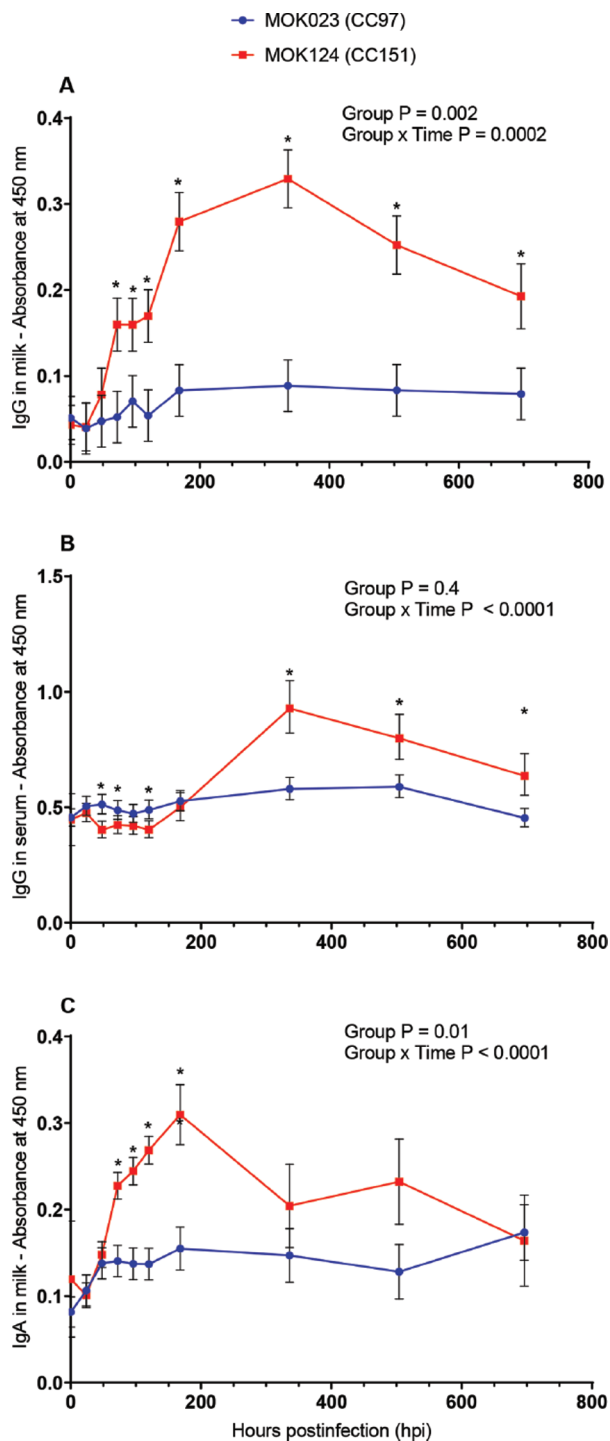 MOK023 (CC97)
MOK124 (CC151)
A
Group P = 0.002
Group x Time P = 0.0002
IgG in milk - Absorbance at 450 nm
0.4
0.3
0.2
0.1
0.0
* * * * * * *
0 200 400 600 800
B
Group P = 0.4
Group x Time P < 0.0001
IgG in serum - Absorbance at 450 nm
1.5
1.0
0.5
0.0
* * * * * *
0 200 400 600 800
C
Group P = 0.01
Group x Time P < 0.0001
IgA in milk - Absorbance at 450 nm
0.4
0.3
0.2
0.1
0.0
* * * * *
0 200 400 600 800
Hours postinfection (hpi)